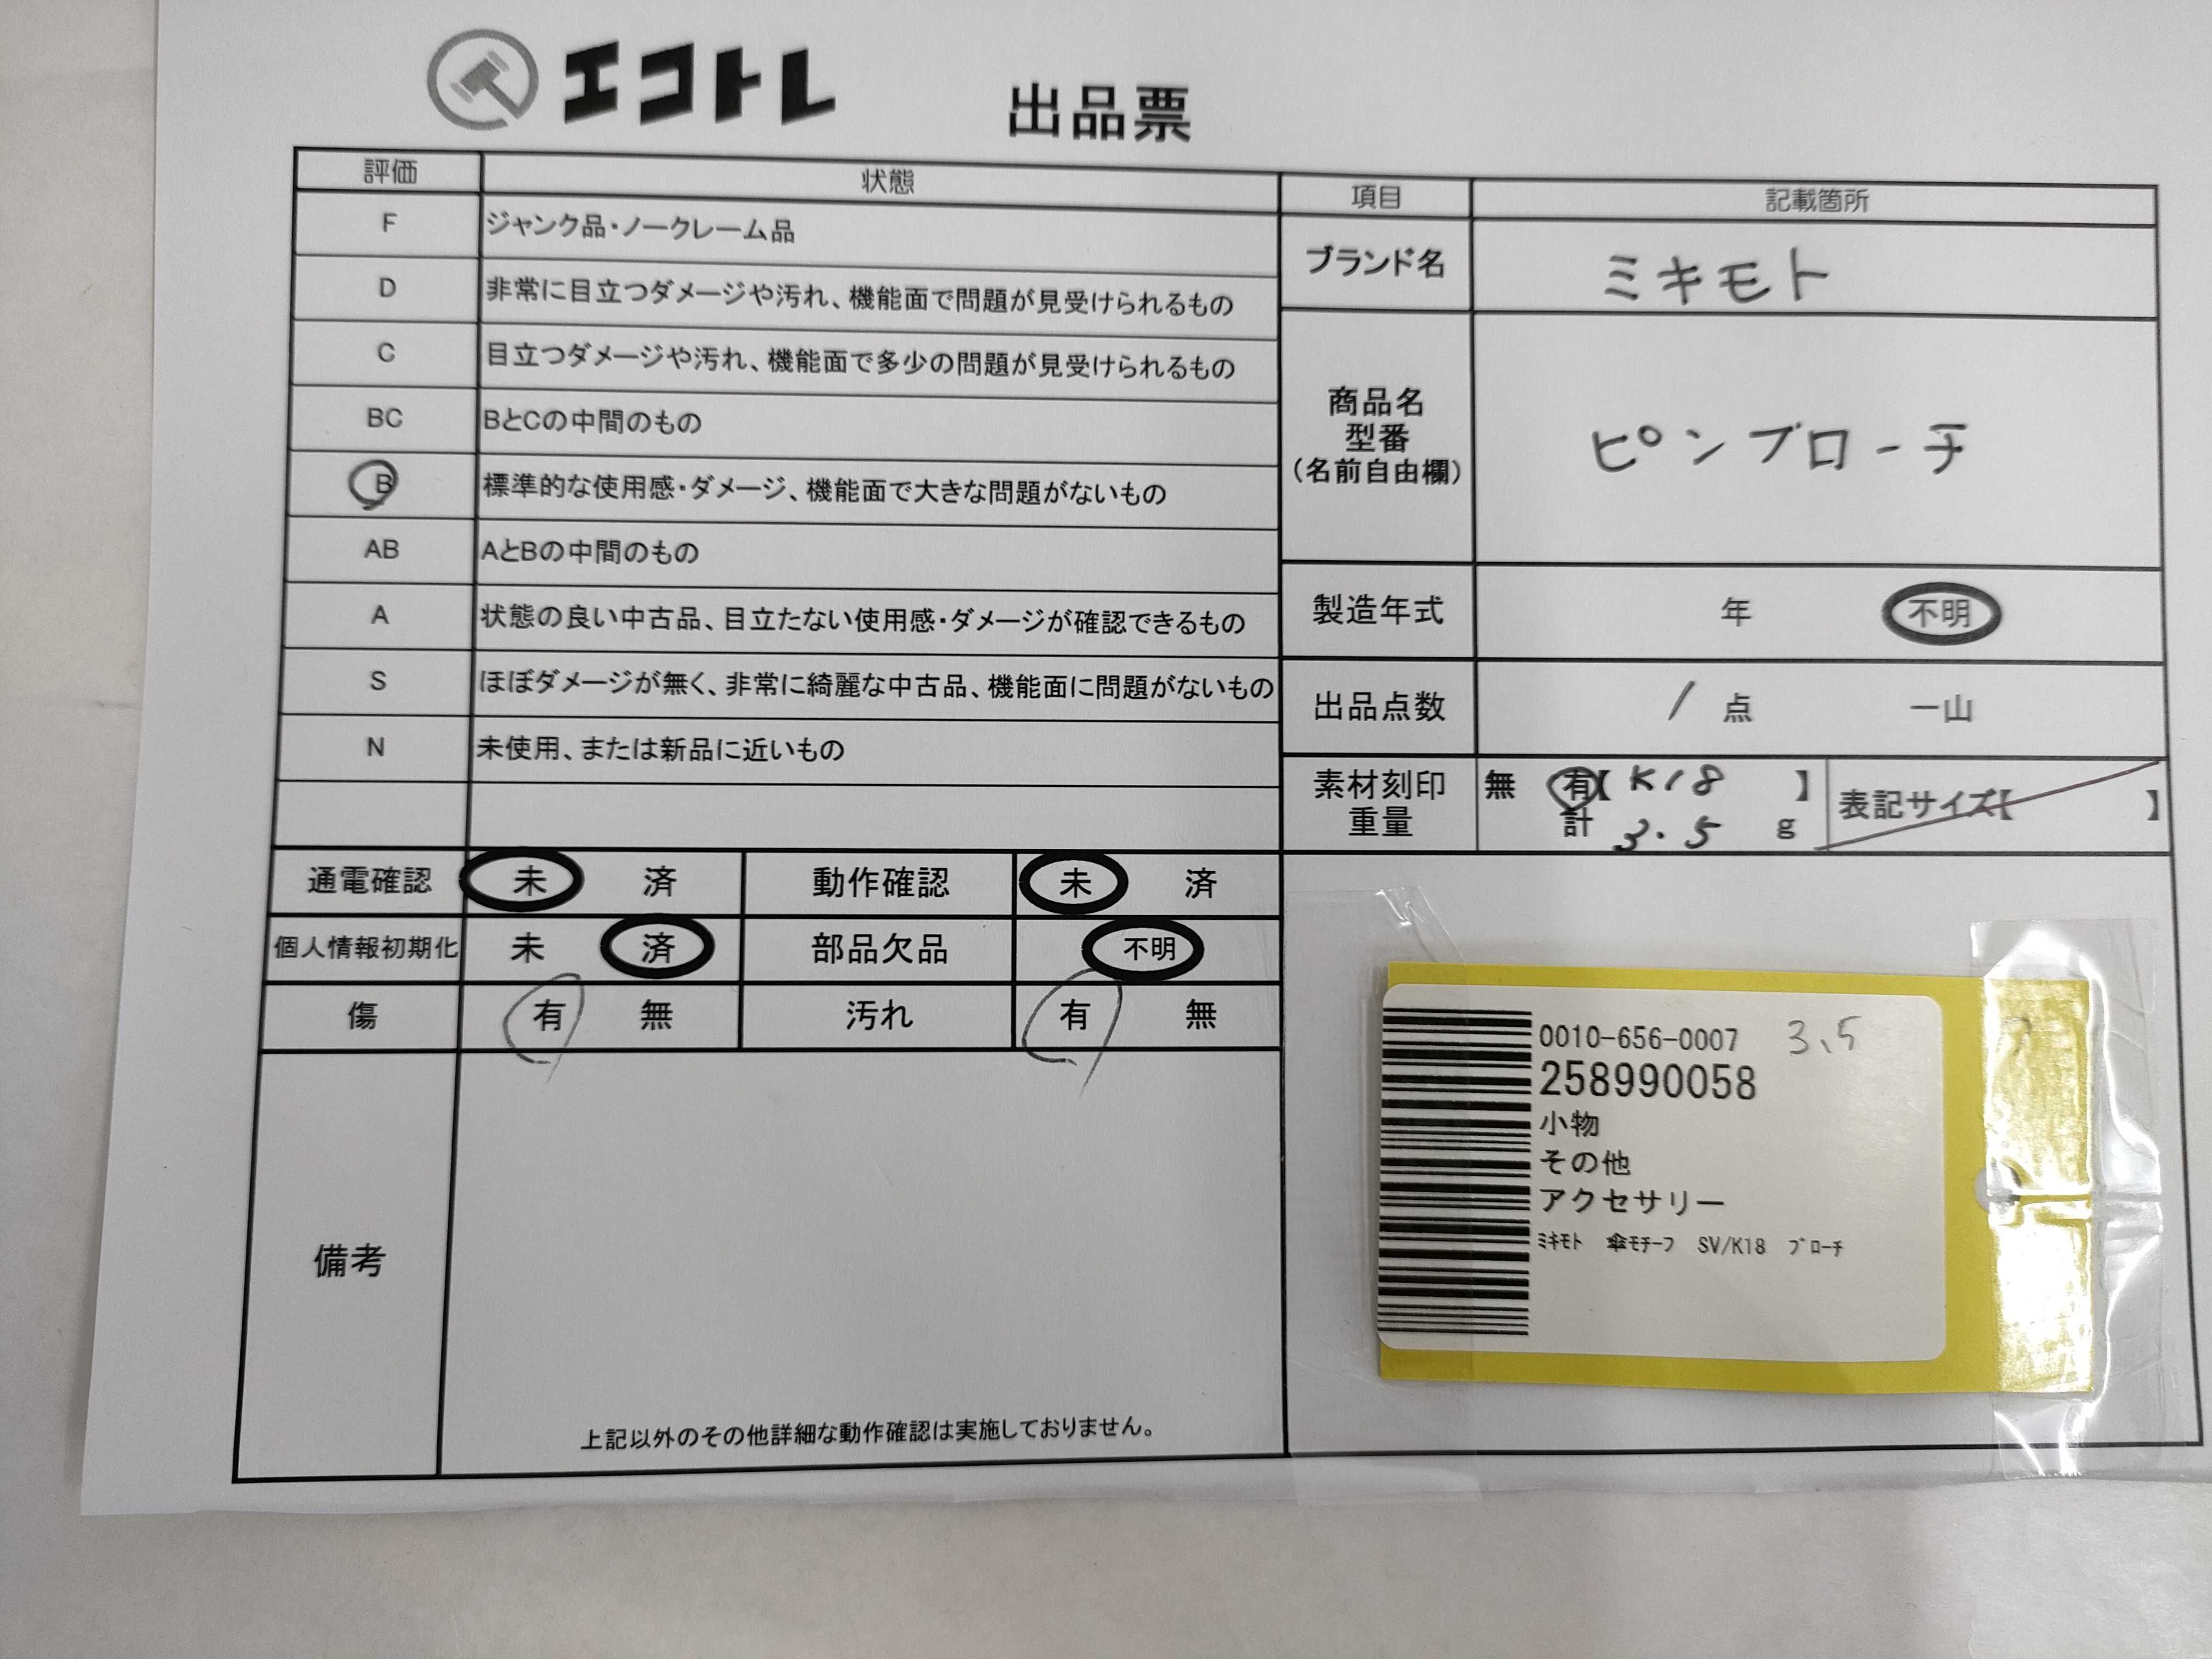 エコトレ 出品票
評価 状態
F ジャンク品・ノークレーム品
D 非常に目立つダメージや汚れ、機能面で問題が見受けられるもの
C 目立つダメージや汚れ、機能面で多少の問題が見受けられるもの
BC BとCの中間のもの
B 標準的な使用感・ダメージ、機能面で大きな問題がないもの
AB AとBの中間のもの
A 状態の良い中古品、目立たない使用感・ダメージが確認できるもの
S ほぼダメージが無く、非常に綺麗な中古品、機能面に問題がないもの
N 未使用、または新品に近いもの
項目 記載箇所
ブランド名 ミキモト
商品名
型番
(名前自由欄)
ピンブローチ
製造年式 年 不明
出品点数 / 点 一山
素材刻印 無 有【 K18 】
重量 計 3.5 g
表記サイズ【 】
通電確認 未 済 動作確認 未 済
個人情報初期化 未 済 部品欠品 不明
傷 有 無 汚れ 有 無
備考
上記以外のその他詳細な動作確認は実施しておりません。
0010-656-0007 3、5
258990058
小物
その他
アクセサリー
ﾐｷﾓﾄ 傘ﾓﾁｰﾌ SV/K18 ﾌﾞﾛｰﾁ